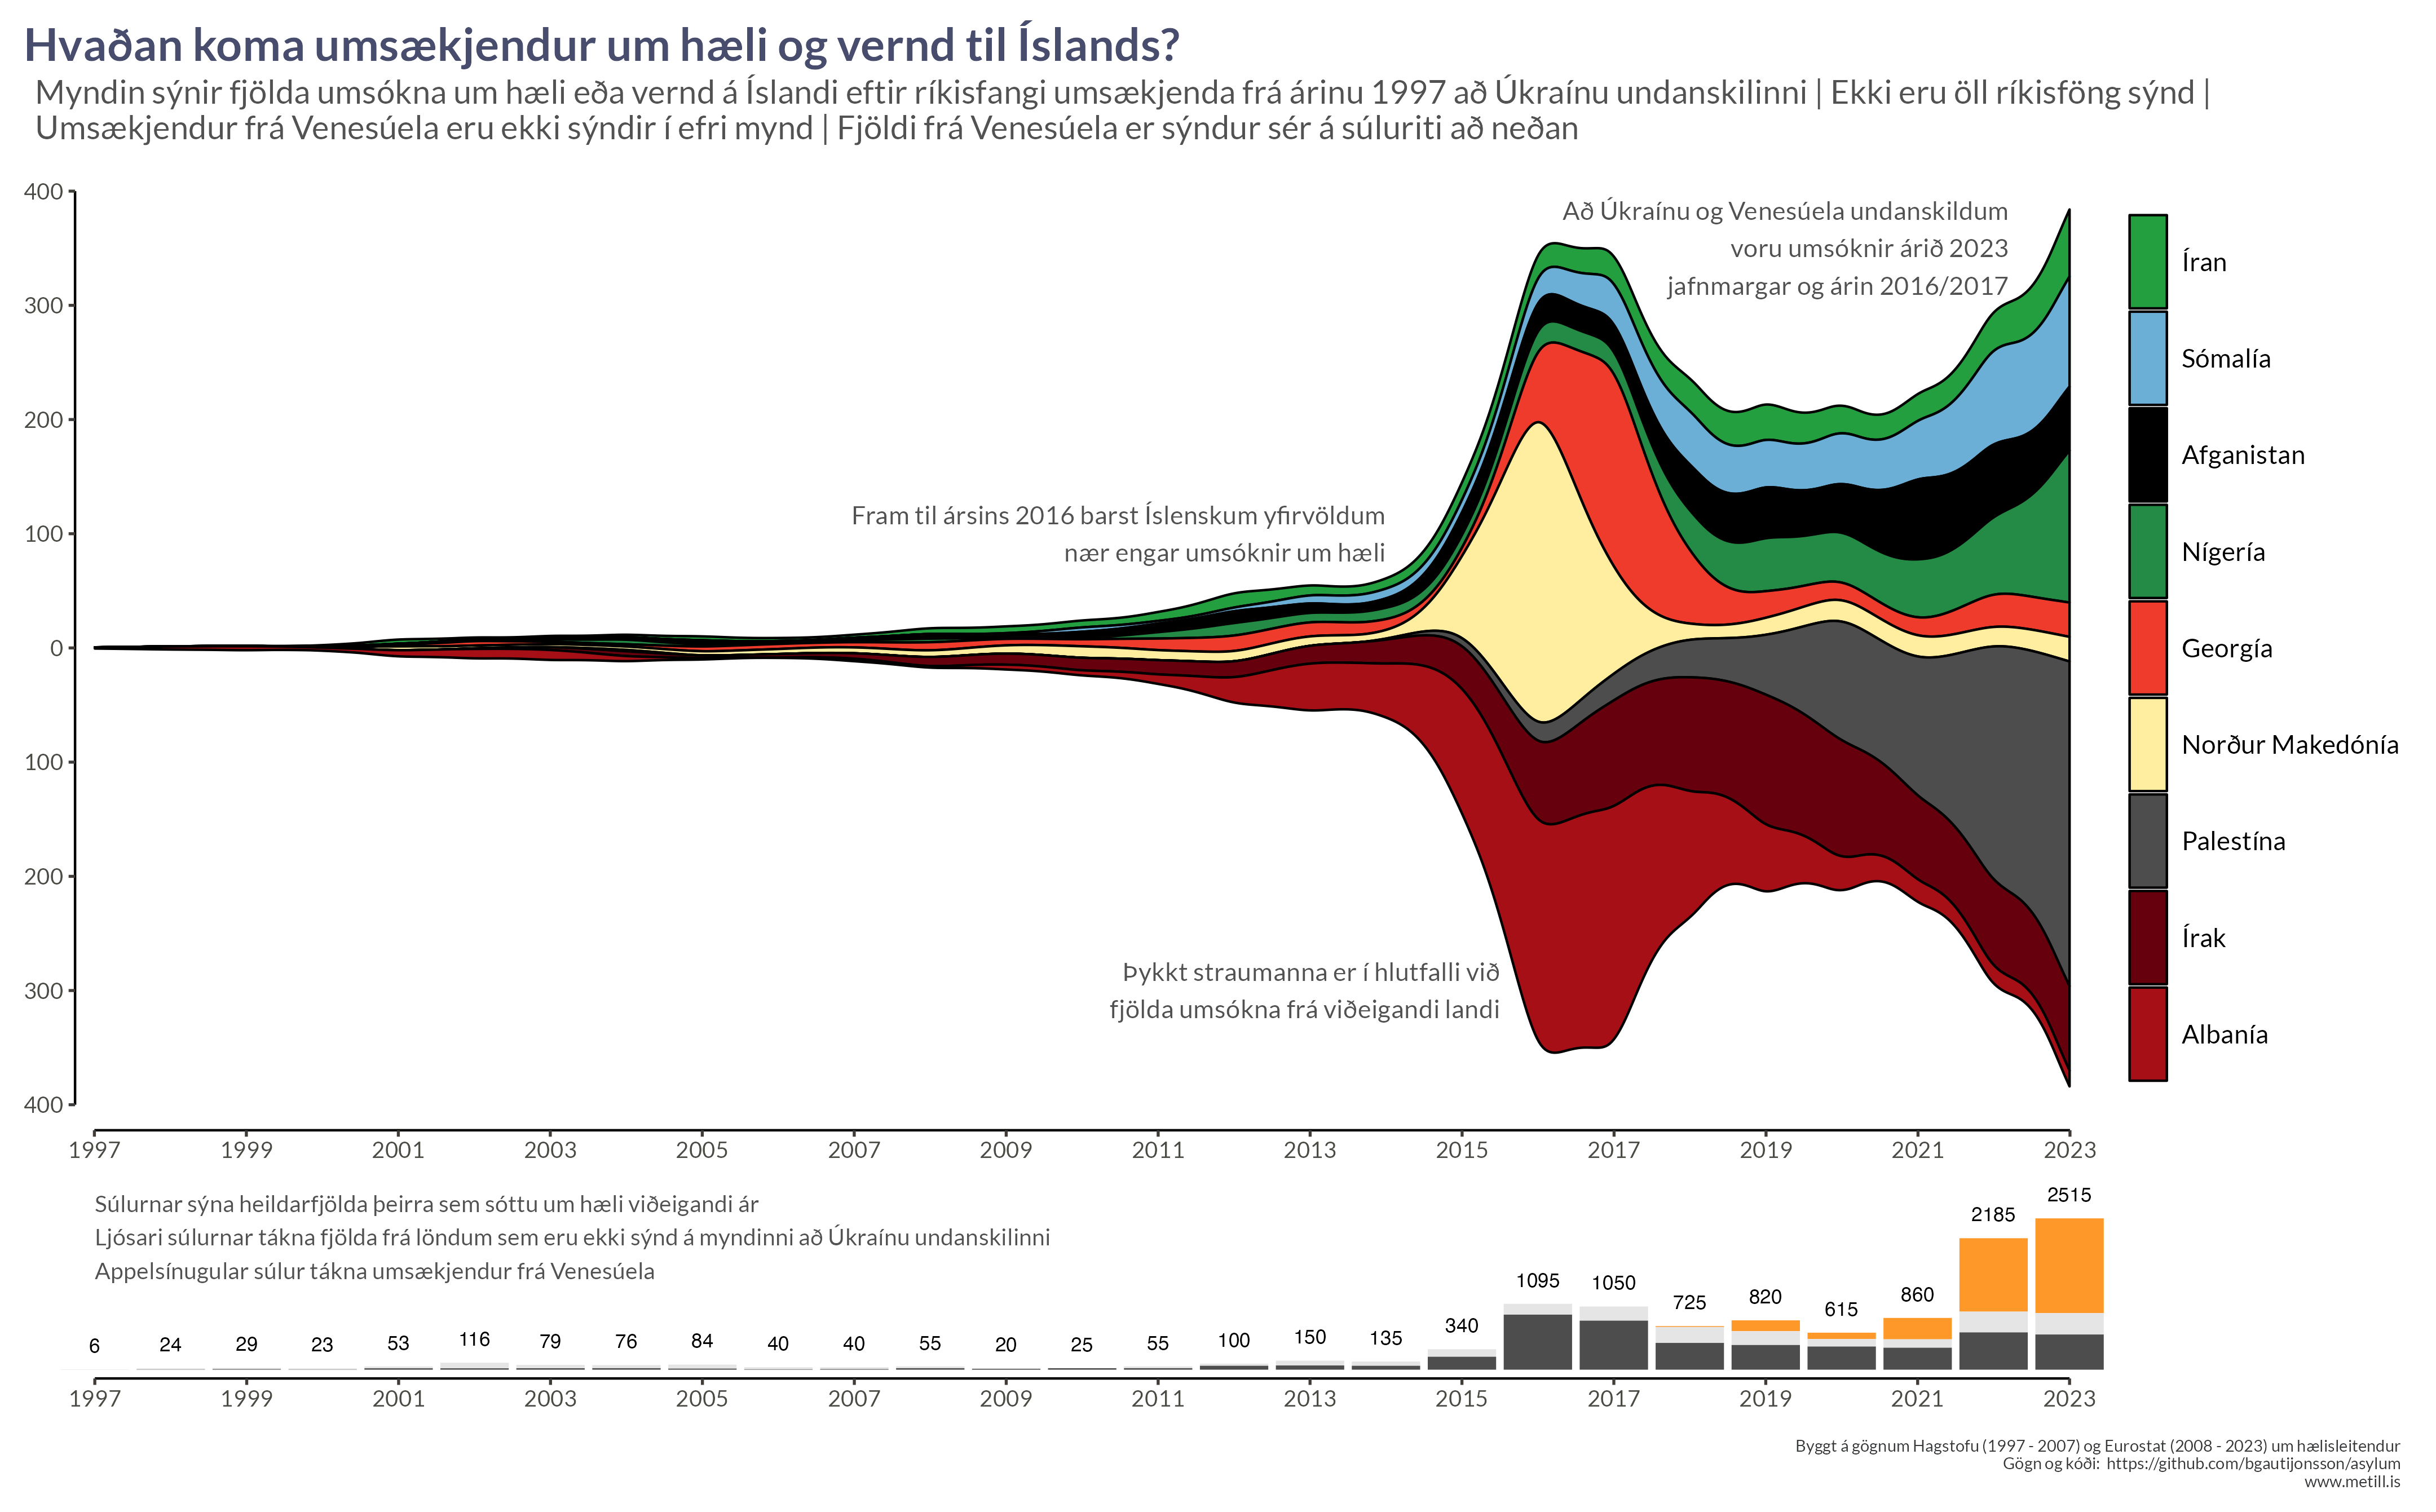 Hvaðan koma umsækjendur um hæli og vernd til Íslands?
Myndin sýnir fjölda umsókna um hæli eða vernd á Íslandi eftir ríkisfangi umsækjenda frá árinu 1997 að Úkraínu undanskilinni | Ekki eru öll ríkisföng sýnd |
Umsækjendur frá Venesúela eru ekki sýndir í efri mynd | Fjöldi frá Venesúela er sýndur sér á súluriti að neðan
400
300
200
100
0
100
200
300
400
Að Úkraínu og Venesúela undanskildum
voru umsóknir árið 2023
jafnmargar og árin 2016/2017
Fram til ársins 2016 barst Íslenskum yfirvöldum
nær engar umsóknir um hæli
Þykkt straumanna er í hlutfalli við
fjölda umsókna frá viðeigandi landi
Íran
Sómalía
Afganistan
Nígería
Georgía
Norður Makedónía
Palestína
Írak
Albanía
1997 1999 2001 2003 2005 2007 2009 2011 2013 2015 2017 2019 2021 2023
Súlurnar sýna heildarfjölda þeirra sem sóttu um hæli viðeigandi ár
Ljósari súlurnar tákna fjölda frá löndum sem eru ekki sýnd á myndinni að Úkraínu undanskilinni
Appelsínugular súlur tákna umsækjendur frá Venesúela
6 24 29 23 53 116 79 76 84 40 40 55 20 25 55 100 150 135 340 1095 1050 725 820 615 860 2185 2515
1997 1999 2001 2003 2005 2007 2009 2011 2013 2015 2017 2019 2021 2023
Byggt á gögnum Hagstofu (1997 - 2007) og Eurostat (2008 - 2023) um hælisleitendur
Gögn og kóði: https://github.com/bgautijonsson/asylum
www.metill.is